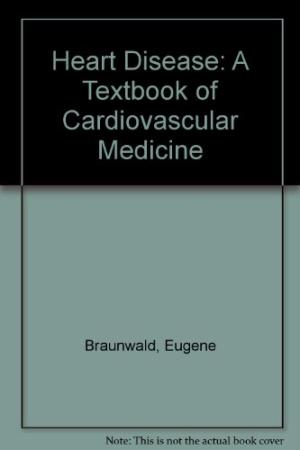 Heart Disease: A
Textbook of
Cardiovascular
Medicine
Braunwald, Eugene
Note: This is not the actual book cover